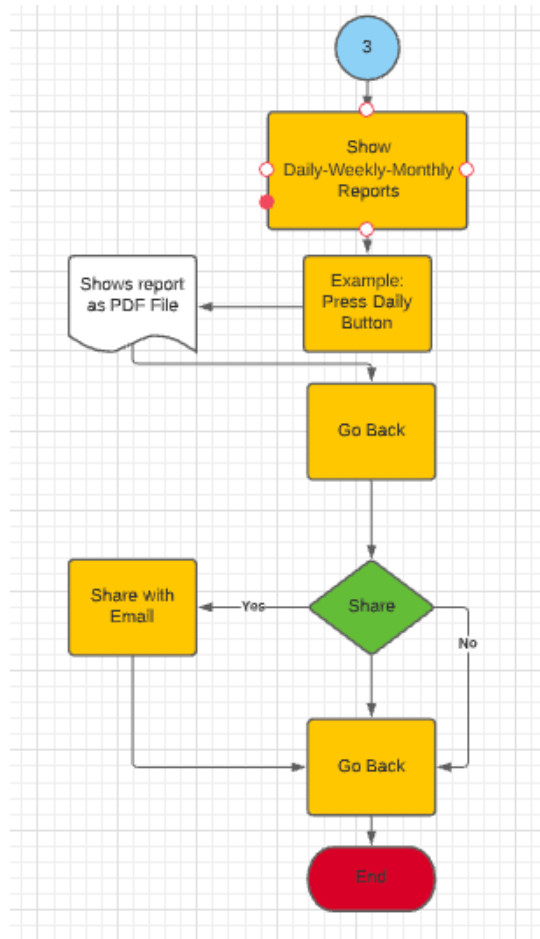 3
Show
Daily-Weekly-Monthly
Reports
Shows report
as PDF File
Example:
Press Daily
Button
Go Back
Share with
Email
Yes
Share
No
Go Back
End